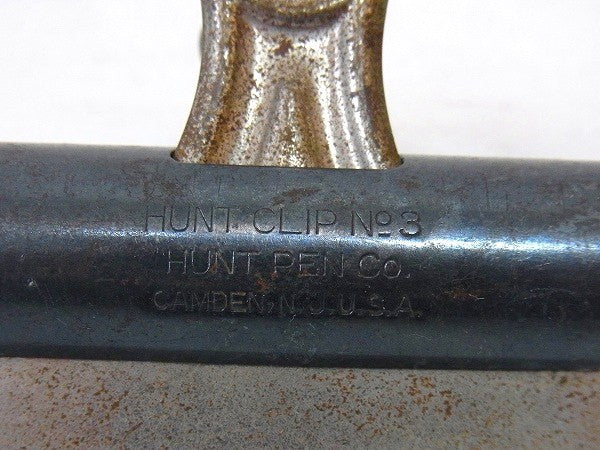 HUNT CLIP No 3
HUNT PEN Co.
CAMDEN, N.J. U.S.A.